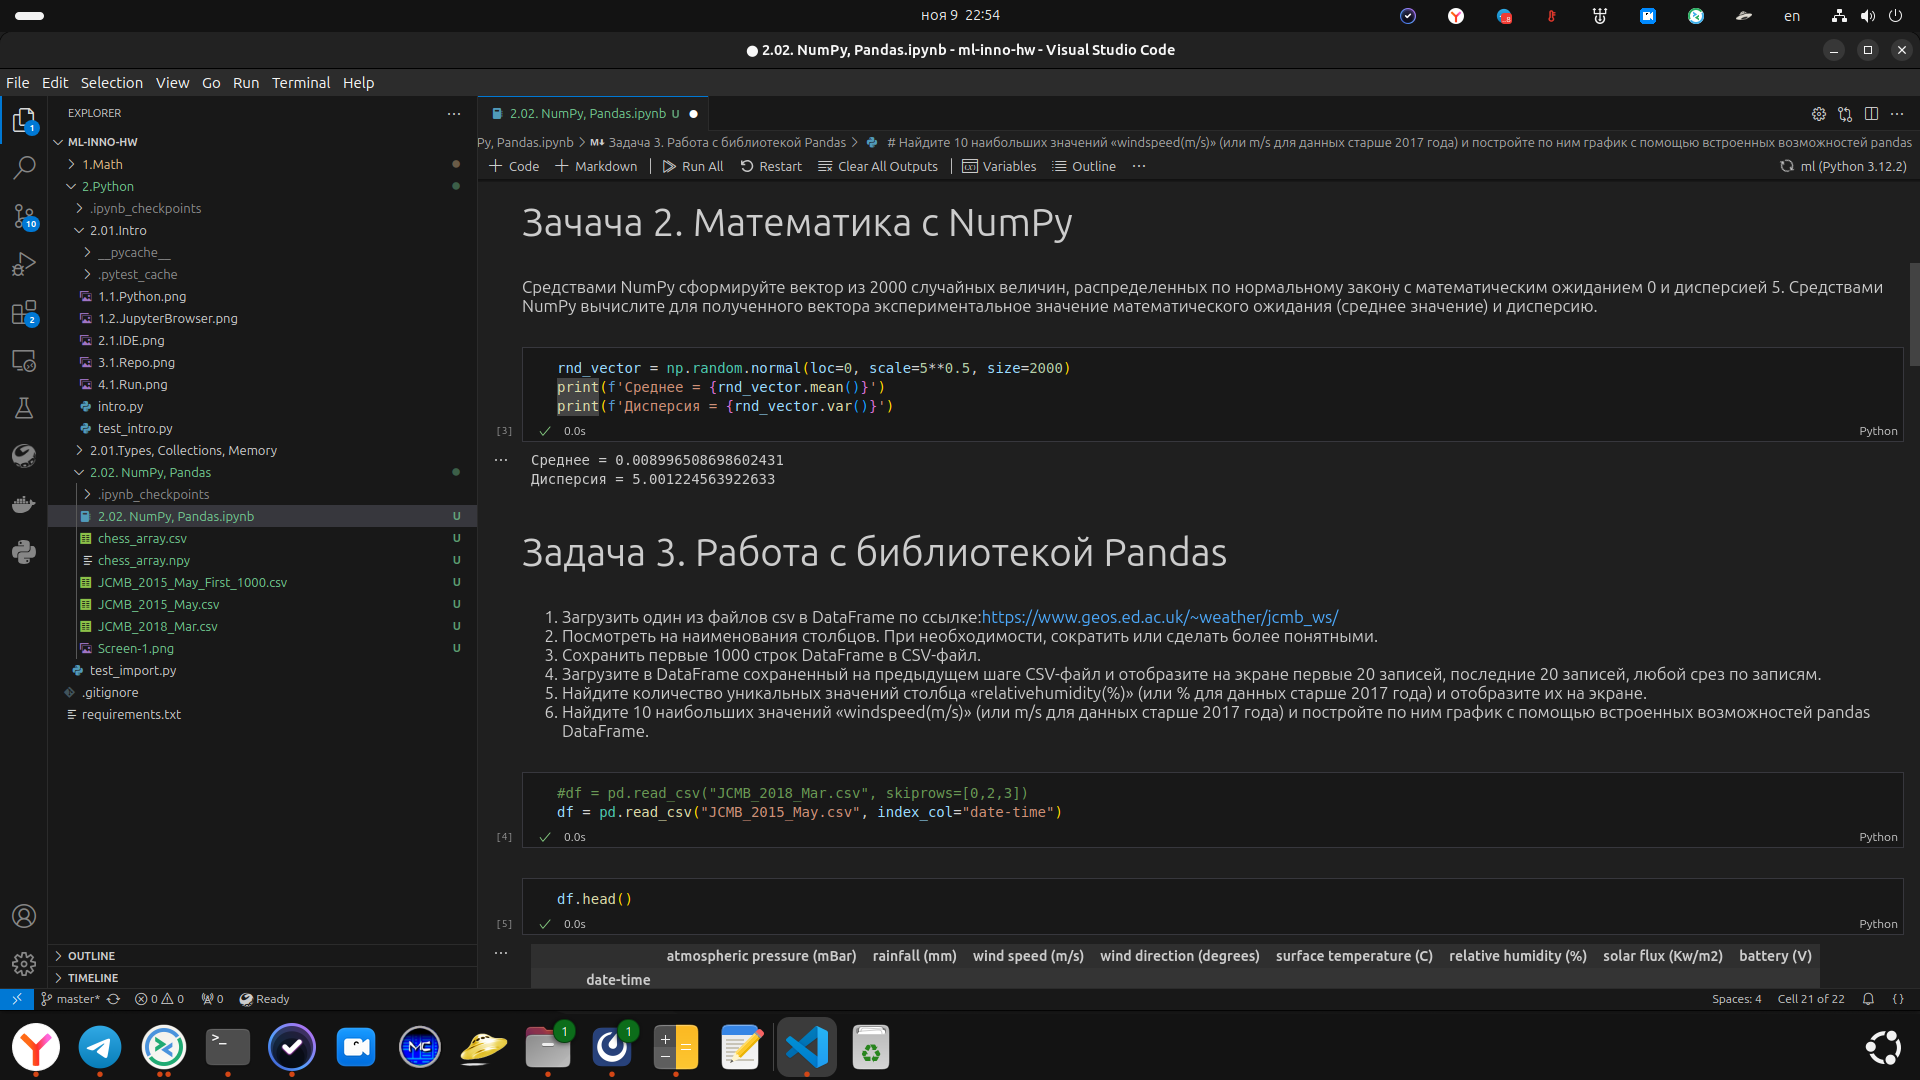 ноя 9 22:54
8
en
● 2.02. NumPy, Pandas.ipynb - ml-inno-hw - Visual Studio Code
File Edit Selection View Go Run Terminal Help
EXPLORER
ML-INNO-HW
1.Math
2.Python
.ipynb_checkpoints
2.01.Intro
__pycache__
.pytest_cache
1.1.Python.png
1.2.JupyterBrowser.png
2.1.IDE.png
3.1.Repo.png
4.1.Run.png
intro.py
test_intro.py
2.01.Types, Collections, Memory
2.02. NumPy, Pandas
.ipynb_checkpoints
2.02. NumPy, Pandas.ipynb U
chess_array.csv U
chess_array.npy U
JCMB_2015_May_First_1000.csv U
JCMB_2015_May.csv U
JCMB_2018_Mar.csv U
Screen-1.png U
test_import.py
.gitignore
requirements.txt
OUTLINE
TIMELINE
1
10
2
2.02. NumPy, Pandas.ipynb U ●
Py, Pandas.ipynb > M↓ Задача 3. Работа с библиотекой Pandas > # Найдите 10 наибольших значений «windspeed(m/s)» (или m/s для данных старше 2017 года) и постройте по ним график с помощью встроенных возможностей pandas
+ Code + Markdown | Run All Restart Clear All Outputs | Variables Outline ··· ml (Python 3.12.2)
Зачача 2. Математика с NumPy
Средствами NumPy сформируйте вектор из 2000 случайных величин, распределенных по нормальному закону с математическим ожиданием 0 и дисперсией 5. Средствами
NumPy вычислите для полученного вектора экспериментальное значение математического ожидания (среднее значение) и дисперсию.
rnd_vector = np.random.normal(loc=0, scale=5**0.5, size=2000)
print(f'Среднее = {rnd_vector.mean()}')
print(f'Дисперсия = {rnd_vector.var()}')
[3] ✓ 0.0s Python
Среднее = 0.008996508698602431
Дисперсия = 5.001224563922633
Задача 3. Работа с библиотекой Pandas
1. Загрузить один из файлов csv в DataFrame по ссылке:https://www.geos.ed.ac.uk/~weather/jcmb_ws/
2. Посмотреть на наименования столбцов. При необходимости, сократить или сделать более понятными.
3. Сохранить первые 1000 строк DataFrame в CSV-файл.
4. Загрузите в DataFrame сохраненный на предыдущем шаге CSV-файл и отобразите на экране первые 20 записей, последние 20 записей, любой срез по записям.
5. Найдите количество уникальных значений столбца «relativehumidity(%)» (или % для данных старше 2017 года) и отобразите их на экране.
6. Найдите 10 наибольших значений «windspeed(m/s)» (или m/s для данных старше 2017 года) и постройте по ним график с помощью встроенных возможностей pandas
DataFrame.
#df = pd.read_csv("JCMB_2018_Mar.csv", skiprows=[0,2,3])
df = pd.read_csv("JCMB_2015_May.csv", index_col="date-time")
[4] ✓ 0.0s Python
df.head()
[5] ✓ 0.0s Python
atmospheric pressure (mBar) rainfall (mm) wind speed (m/s) wind direction (degrees) surface temperature (C) relative humidity (%) solar flux (Kw/m2) battery (V)
date-time
master* 0 0 0 Ready Spaces: 4 Cell 21 of 22 {}
>_ MC 1 1